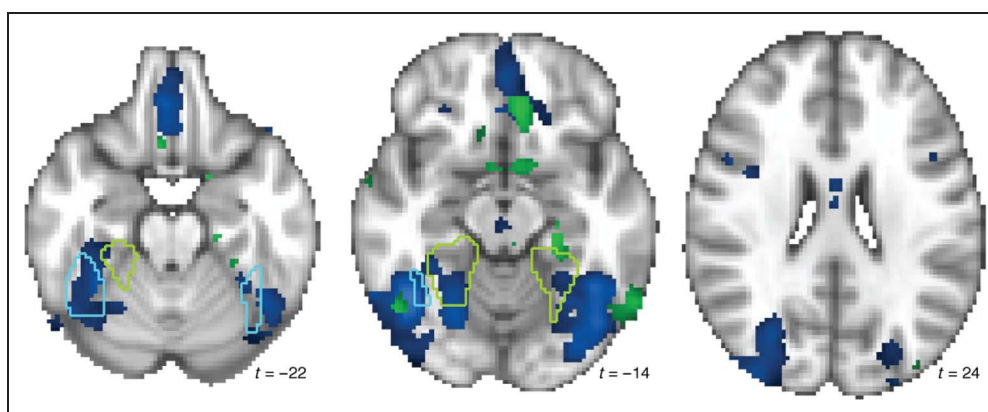 t = −22
t = −14
t = 24